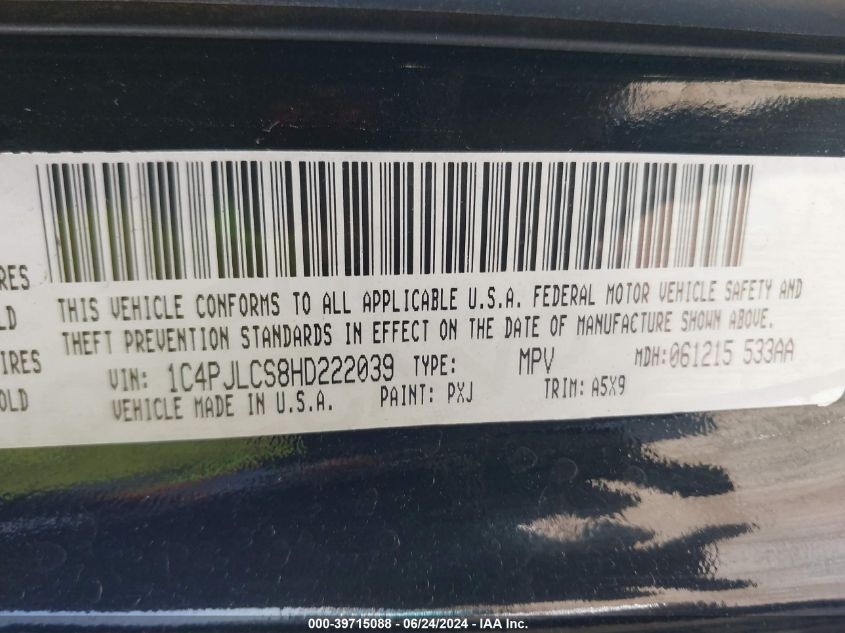 RES
LD
IRES
OLD
THIS VEHICLE CONFORMS TO ALL APPLICABLE U.S.A. FEDERAL MOTOR VEHICLE SAFETY AND
THEFT PREVENTION STANDARDS IN EFFECT ON THE DATE OF MANUFACTURE SHOWN ABOVE.
VIN: 1C4PJLCS8HD222039 TYPE: MPV MDH:061215 533AA
VEHICLE MADE IN U.S.A. PAINT: PXJ TRIM: A5X9
000-39715088 - 06/24/2024 - IAA Inc.